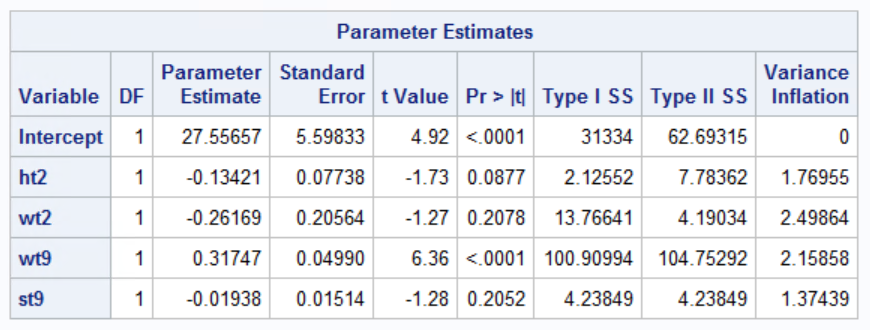 Parameter Estimates
Variable DF Parameter Estimate Standard Error t Value Pr > |t| Type I SS Type II SS Variance Inflation
Intercept 1 27.55657 5.59833 4.92 <.0001 31334 62.69315 0
ht2 1 -0.13421 0.07738 -1.73 0.0877 2.12552 7.78362 1.76955
wt2 1 -0.26169 0.20564 -1.27 0.2078 13.76641 4.19034 2.49864
wt9 1 0.31747 0.04990 6.36 <.0001 100.90994 104.75292 2.15858
st9 1 -0.01938 0.01514 -1.28 0.2052 4.23849 4.23849 1.37439